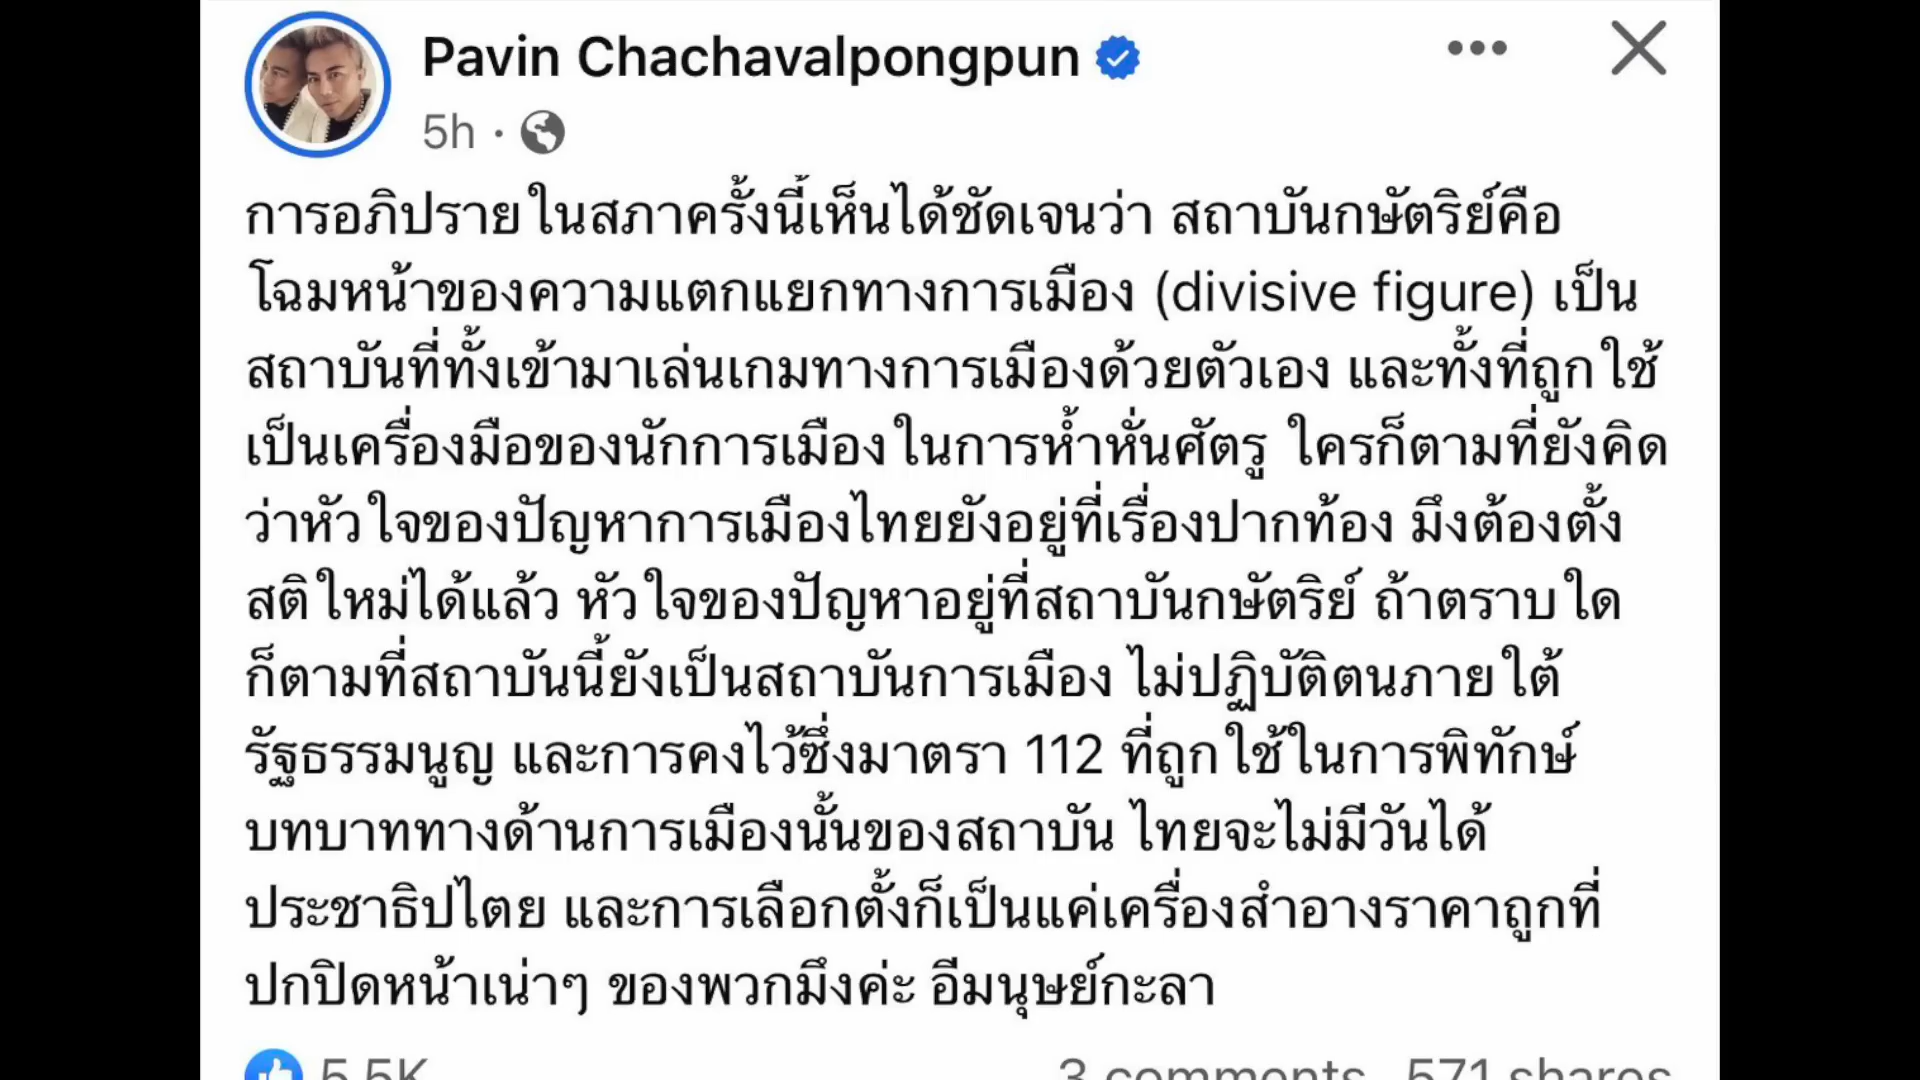 Pavin Chachavalpongpun
5h ·
การอภิปรายในสภาครั้งนี้เห็นได้ชัดเจนว่า สถาบันกษัตริย์คือ
โฉมหน้าของความแตกแยกทางการเมือง (divisive figure) เป็น
สถาบันที่ทั้งเข้ามาเล่นเกมทางการเมืองด้วยตัวเอง และทั้งที่ถูกใช้
เป็นเครื่องมือของนักการเมืองในการห้ำหั่นศัตรู ใครก็ตามที่ยังคิด
ว่าหัวใจของปัญหาการเมืองไทยยังอยู่ที่เรื่องปากท้อง มึงต้องตั้ง
สติใหม่ได้แล้ว หัวใจของปัญหาอยู่ที่สถาบันกษัตริย์ ถ้าตราบใด
ก็ตามที่สถาบันนี้ยังเป็นสถาบันการเมือง ไม่ปฏิบัติตนภายใต้
รัฐธรรมนูญ และการคงไว้ซึ่งมาตรา 112 ที่ถูกใช้ในการพิทักษ์
บทบาททางด้านการเมืองนั้นของสถาบัน ไทยจะไม่มีวันได้
ประชาธิปไตย และการเลือกตั้งก็เป็นแค่เครื่องสำอางราคาถูกที่
ปกปิดหน้าเน่าๆ ของพวกมึงค่ะ อีมนุษย์กะลา
5.5K 3 comments 571 shares